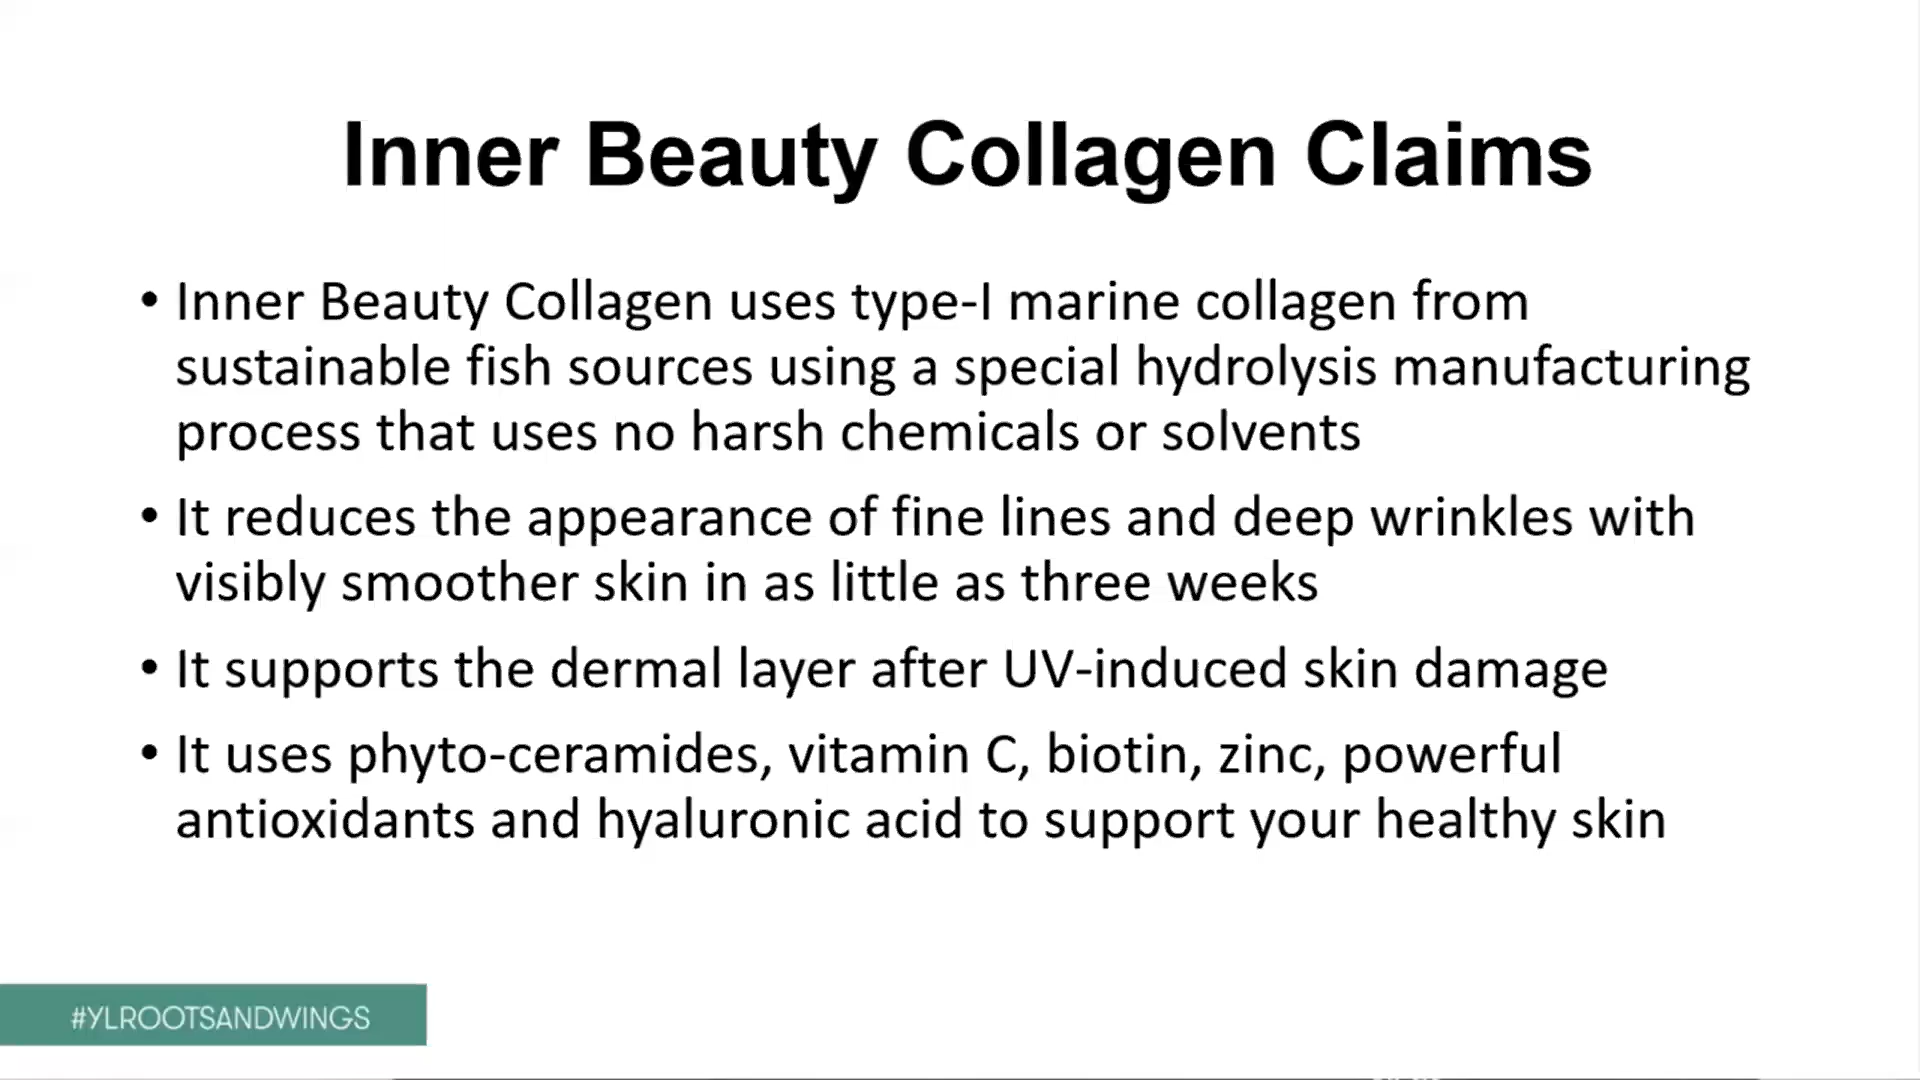 Inner Beauty Collagen Claims
• Inner Beauty Collagen uses type-I marine collagen from
sustainable fish sources using a special hydrolysis manufacturing
process that uses no harsh chemicals or solvents
• It reduces the appearance of fine lines and deep wrinkles with
visibly smoother skin in as little as three weeks
• It supports the dermal layer after UV-induced skin damage
• It uses phyto-ceramides, vitamin C, biotin, zinc, powerful
antioxidants and hyaluronic acid to support your healthy skin
#YLROOTSANDWINGS